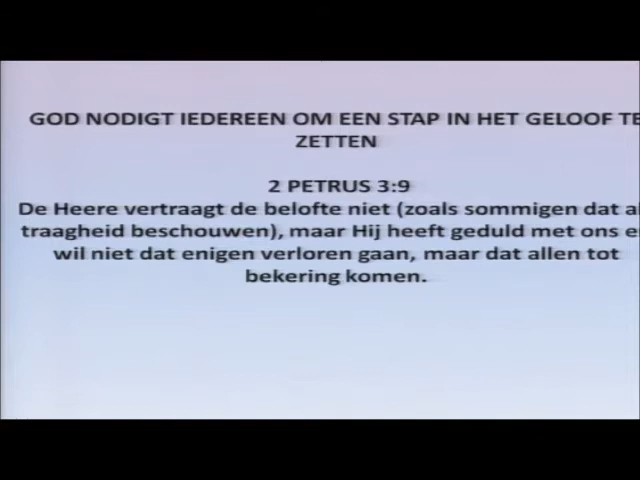 GOD NODIGT IEDEREEN OM EEN STAP IN HET GELOOF TE
ZETTEN
2 PETRUS 3:9
De Heere vertraagt de belofte niet (zoals sommigen dat al
traagheid beschouwen), maar Hij heeft geduld met ons en
wil niet dat enigen verloren gaan, maar dat allen tot
bekering komen.